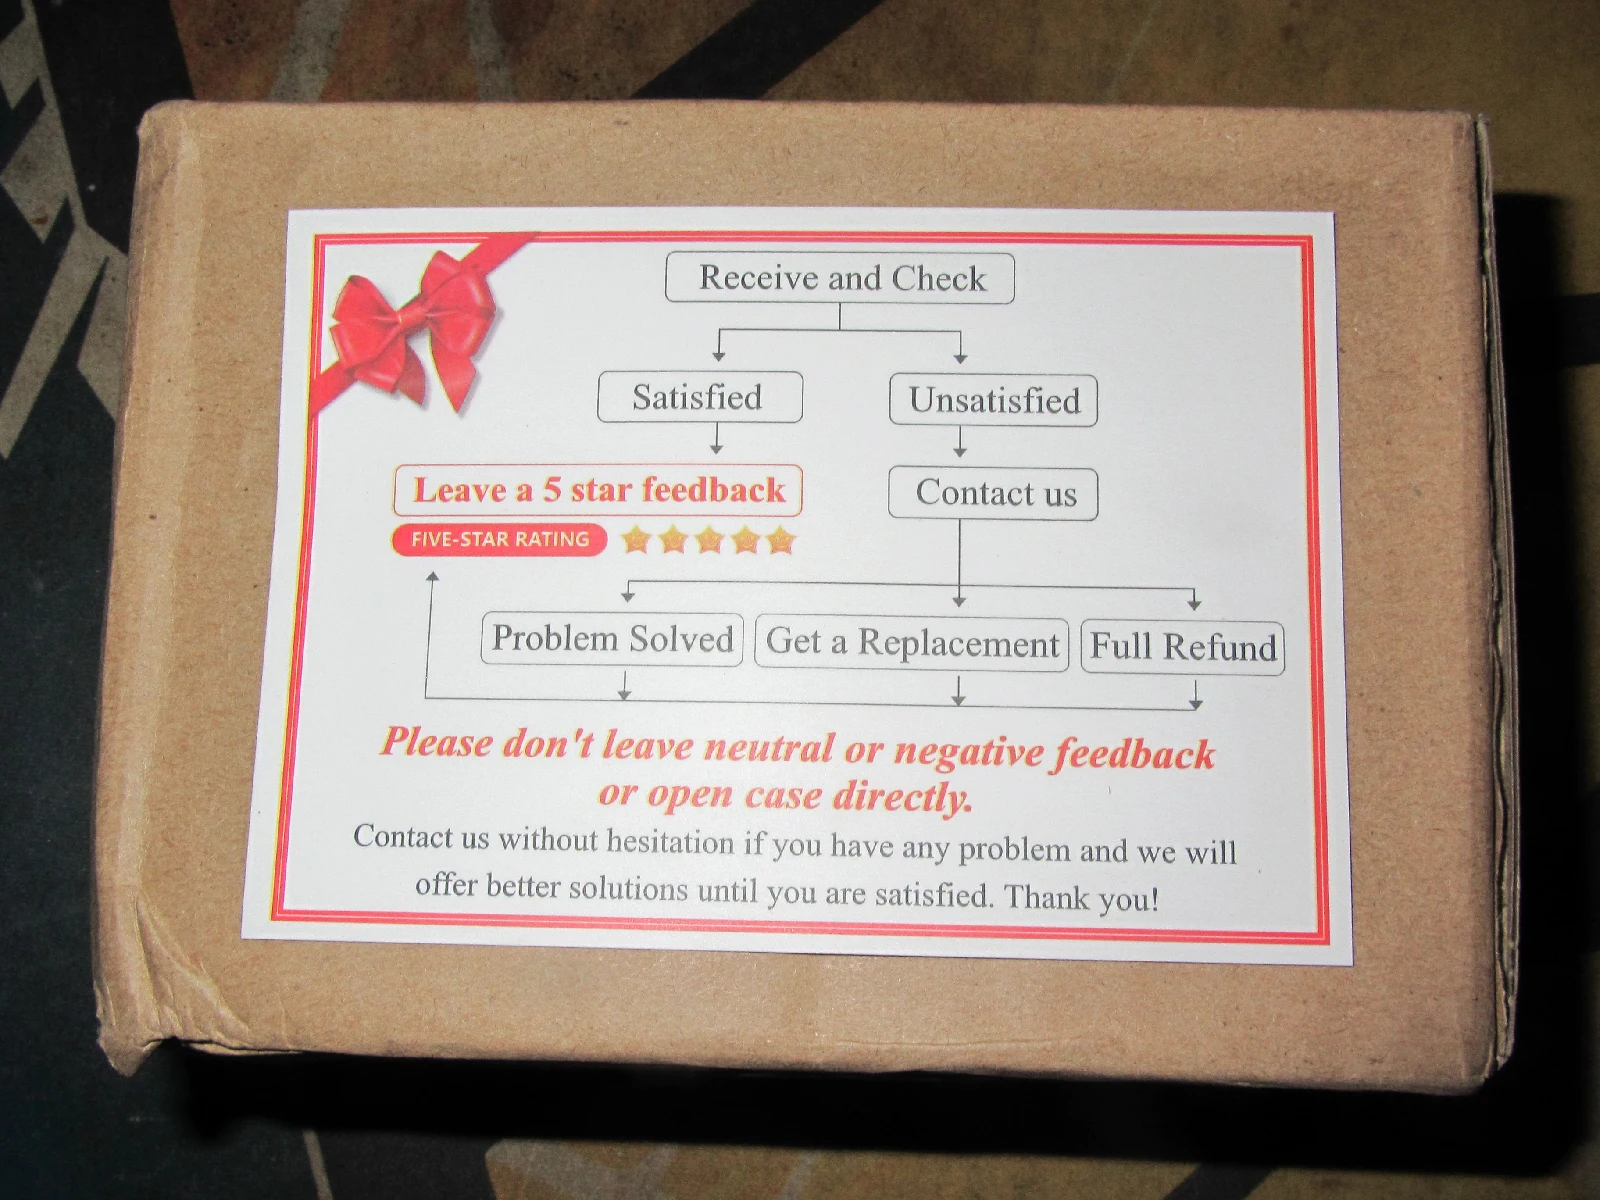 Receive and Check
Satisfied
Unsatisfied
Leave a 5 star feedback
Contact us
FIVE-STAR RATING
Problem Solved
Get a Replacement
Full Refund
Please don't leave neutral or negative feedback
or open case directly.
Contact us without hesitation if you have any problem and we will
offer better solutions until you are satisfied. Thank you!